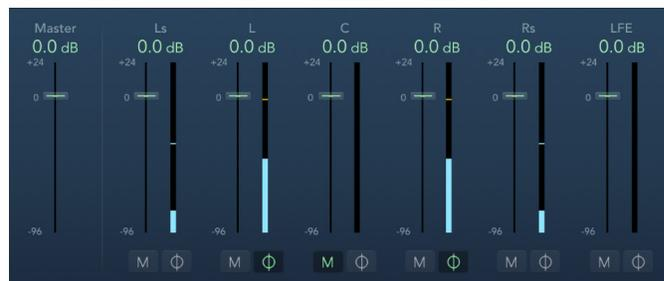 Master Ls L C R Rs LFE
0.0 dB 0.0 dB 0.0 dB 0.0 dB 0.0 dB 0.0 dB 0.0 dB
+24 +24 +24 +24 +24 +24 +24
0 0 0 0 0 0 0
-96 -96 -96 -96 -96 -96 -96
M Φ M Φ M Φ M Φ M Φ M Φ